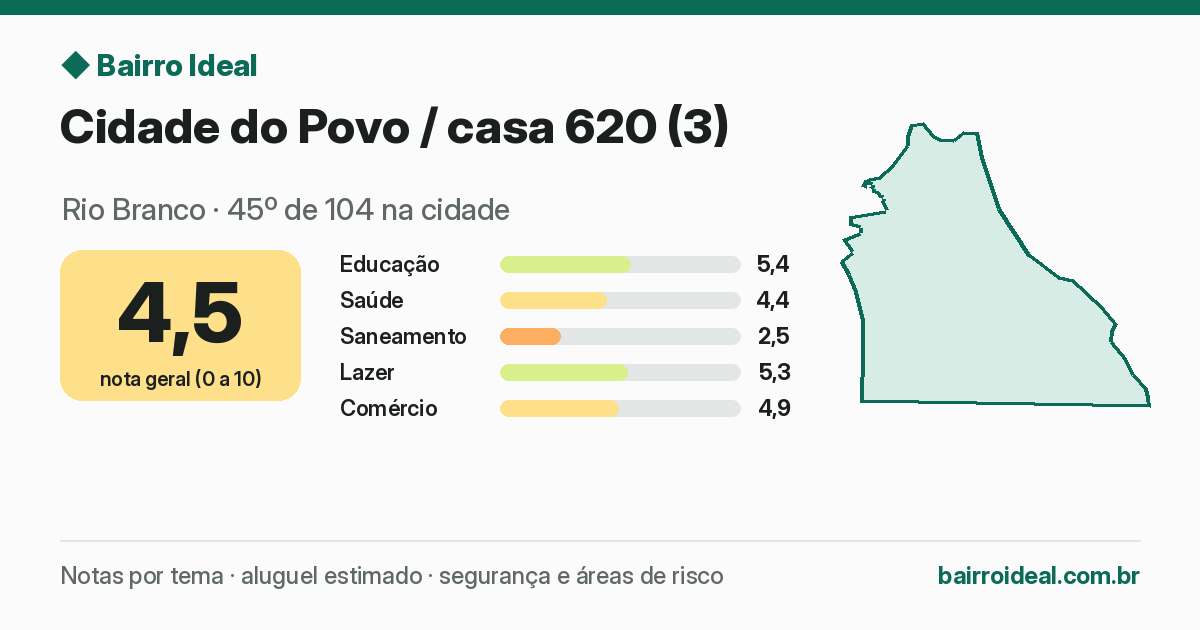 Bairro Ideal
Cidade do Povo / casa 620 (3)
Rio Branco · 45º de 104 na cidade
4,5
nota geral (0 a 10)
Educação 5,4
Saúde 4,4
Saneamento 2,5
Lazer 5,3
Comércio 4,9
Notas por tema · aluguel estimado · segurança e áreas de risco
bairroideal.com.br